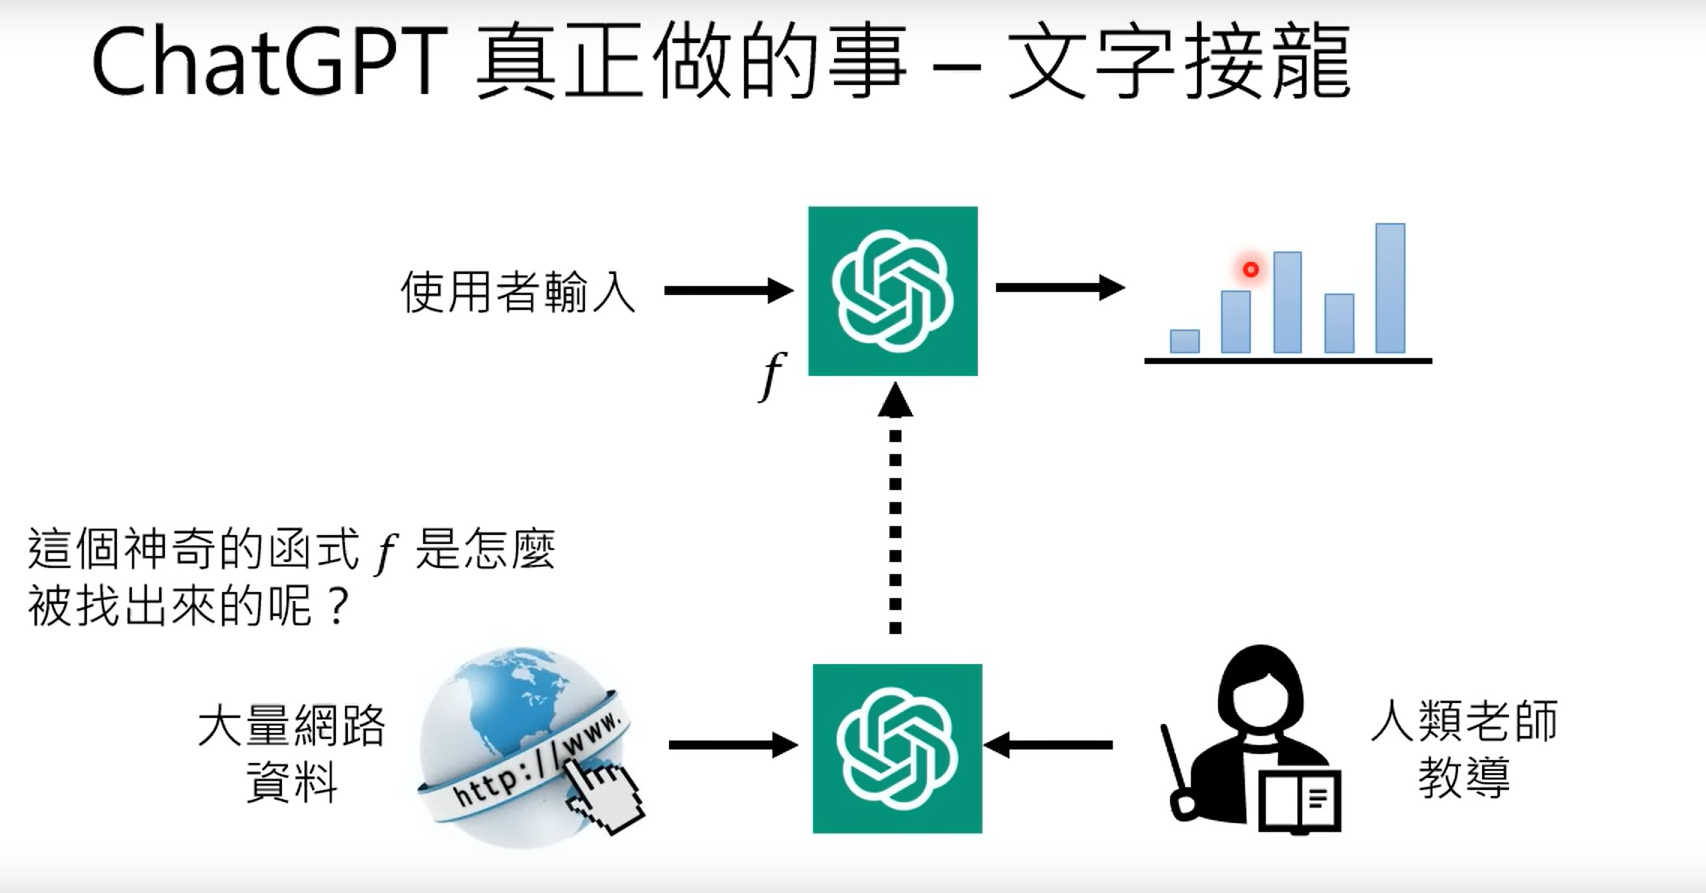 ChatGPT 真正做的事 – 文字接龍
使用者輸入
f
這個神奇的函式 f 是怎麼
被找出來的呢？
大量網路
資料
http://www.
人類老師
教導